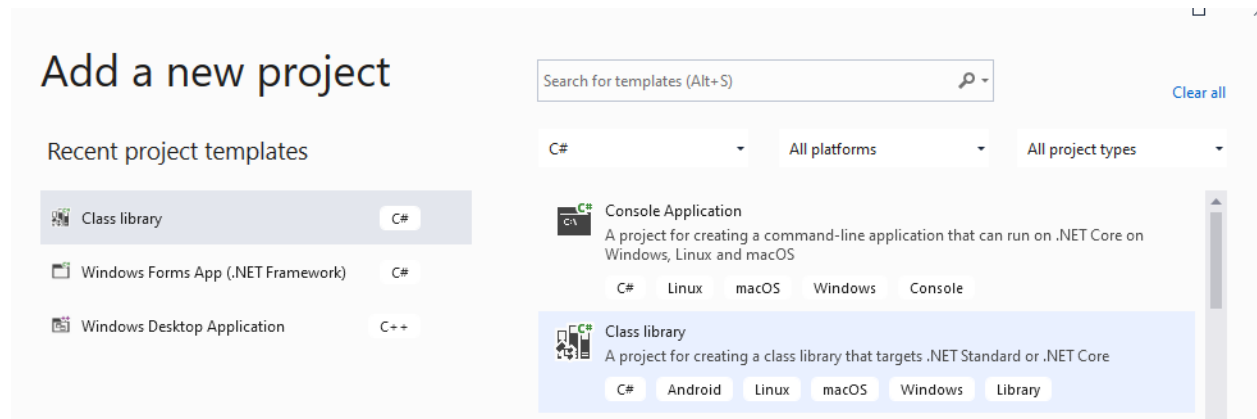 Add a new project
Search for templates (Alt+S)
Clear all
Recent project templates
C#
All platforms
All project types
Class library
C#
Windows Forms App (.NET Framework)
C#
Windows Desktop Application
C++
C#
C:\
Console Application
A project for creating a command-line application that can run on .NET Core on
Windows, Linux and macOS
C# Linux macOS Windows Console
C#
Class library
A project for creating a class library that targets .NET Standard or .NET Core
C# Android Linux macOS Windows Library